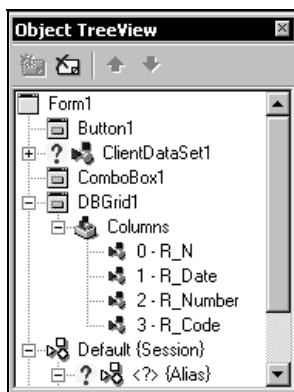 Object TreeView
Form1
Button1
? ClientDataSet1
ComboBox1
DBGrid1
Columns
0 - R_N
1 - R_Date
2 - R_Number
3 - R_Code
Default {Session}
? <?> {Alias}